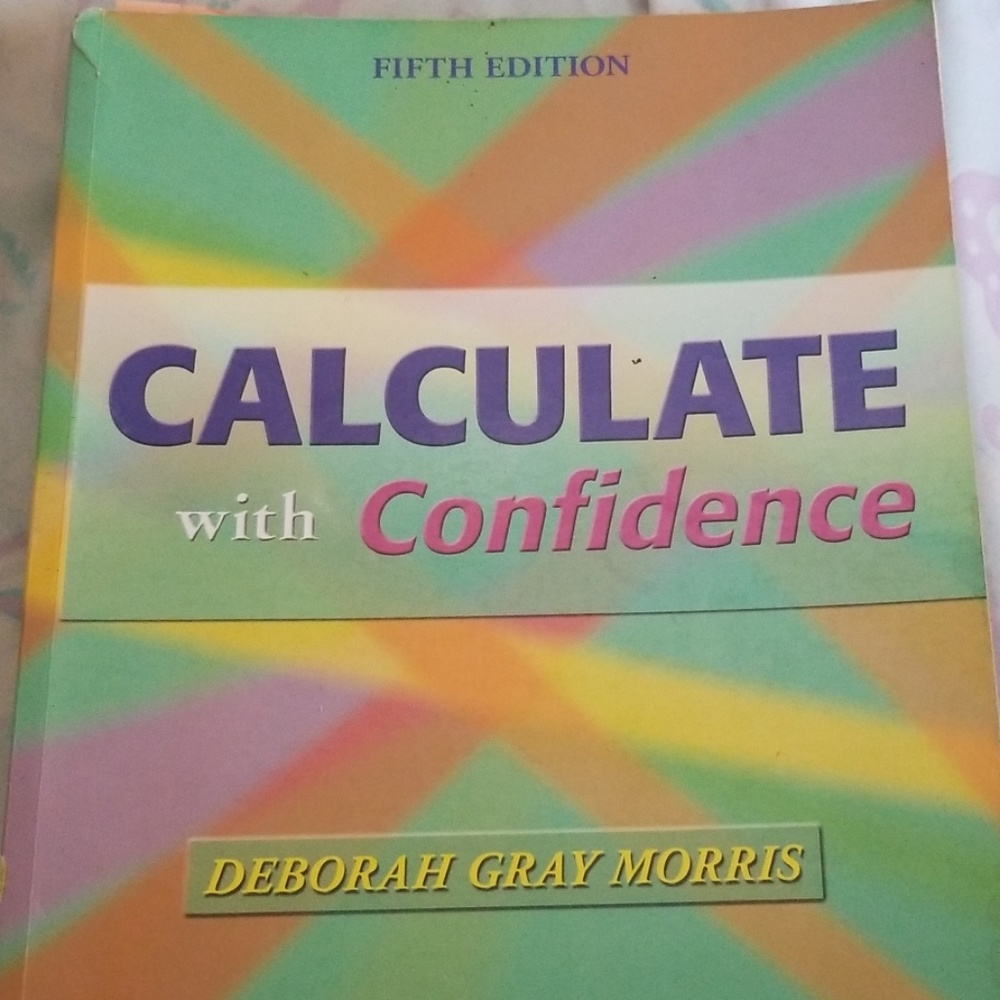 FIFTH EDITION
CALCULATE
with Confidence
DEBORAH GRAY MORRIS